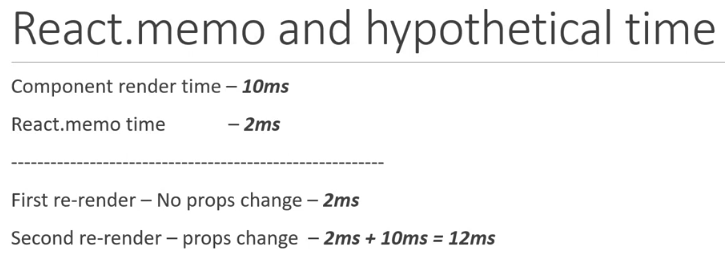 React.memo and hypothetical time
Component render time – 10ms
React.memo time – 2ms
---------------------------------------------------------
First re-render – No props change – 2ms
Second re-render – props change – 2ms + 10ms = 12ms